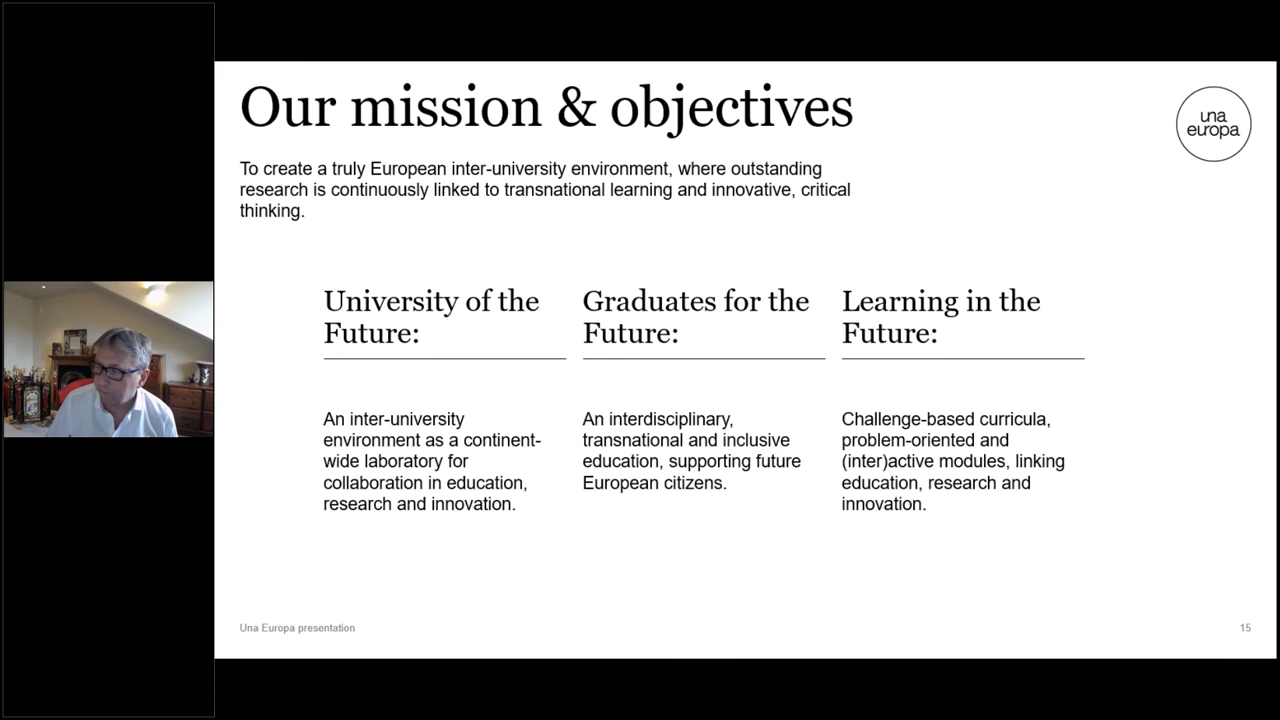 Our mission & objectives
una
europa
To create a truly European inter-university environment, where outstanding
research is continuously linked to transnational learning and innovative, critical
thinking.
University of the
Future:
An inter-university
environment as a continent-
wide laboratory for
collaboration in education,
research and innovation.
Graduates for the
Future:
An interdisciplinary,
transnational and inclusive
education, supporting future
European citizens.
Learning in the
Future:
Challenge-based curricula,
problem-oriented and
(inter)active modules, linking
education, research and
innovation.
Una Europa presentation
15